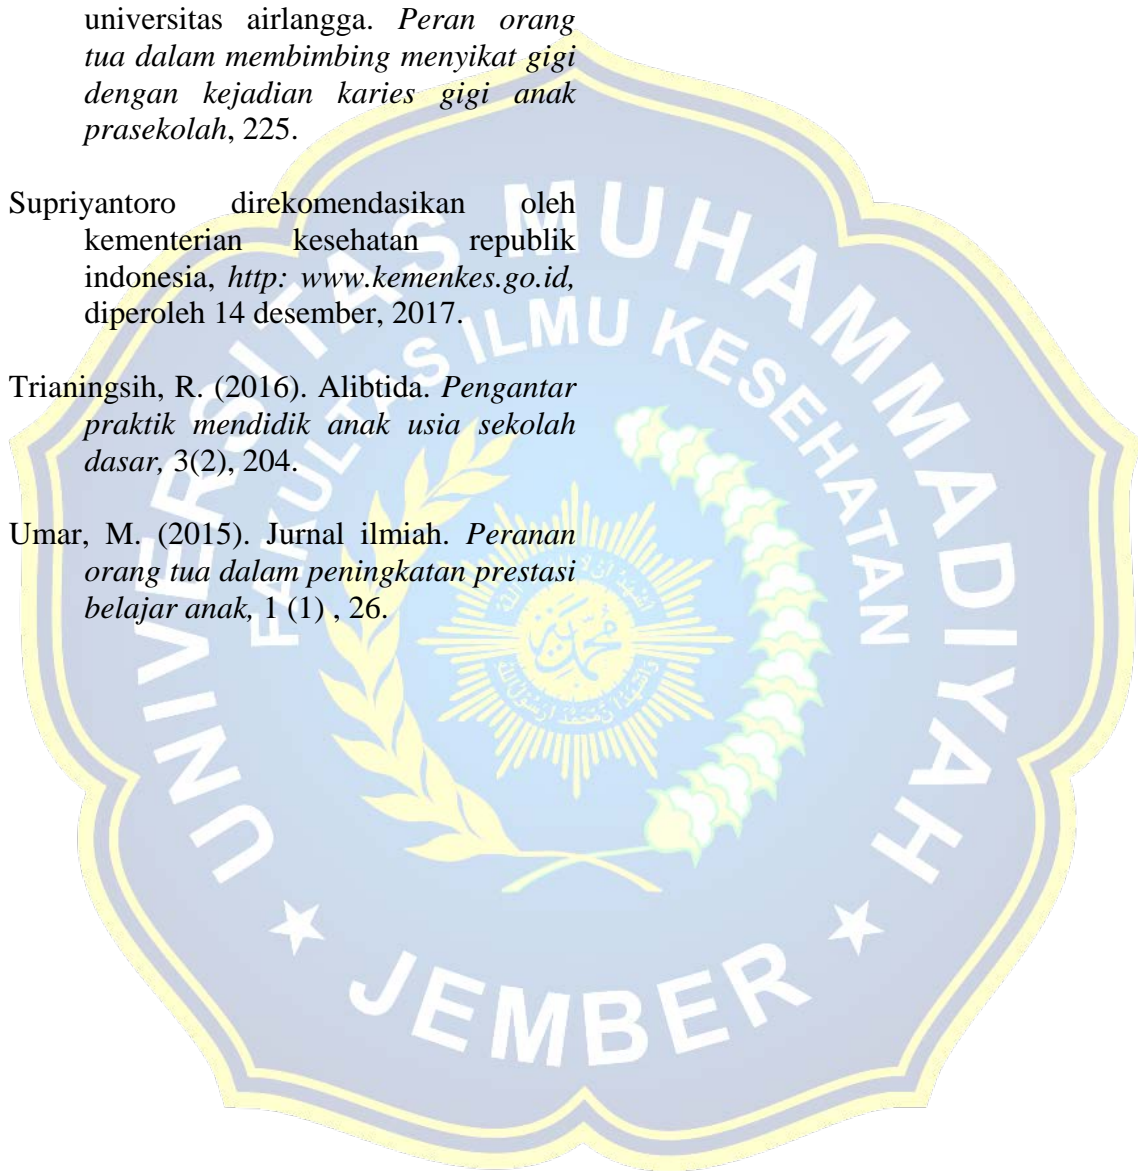 universitas airlangga. Peran orang
tua dalam membimbing menyikat gigi
dengan kejadian karies gigi anak
prasekolah, 225.
Supriyantoro direkomendasikan oleh
kementerian kesehatan republik
indonesia, http: www.kemenkes.go.id,
diperoleh 14 desember, 2017.
Trianingsih, R. (2016). Alibtida. Pengantar
praktik mendidik anak usia sekolah
dasar, 3(2), 204.
Umar, M. (2015). Jurnal ilmiah. Peranan
orang tua dalam peningkatan prestasi
belajar anak, 1 (1) , 26.
UNIVERSITAS MUHAMMADIYAH
FAKULTAS ILMU KESEHATAN
محمدية
JEMBER